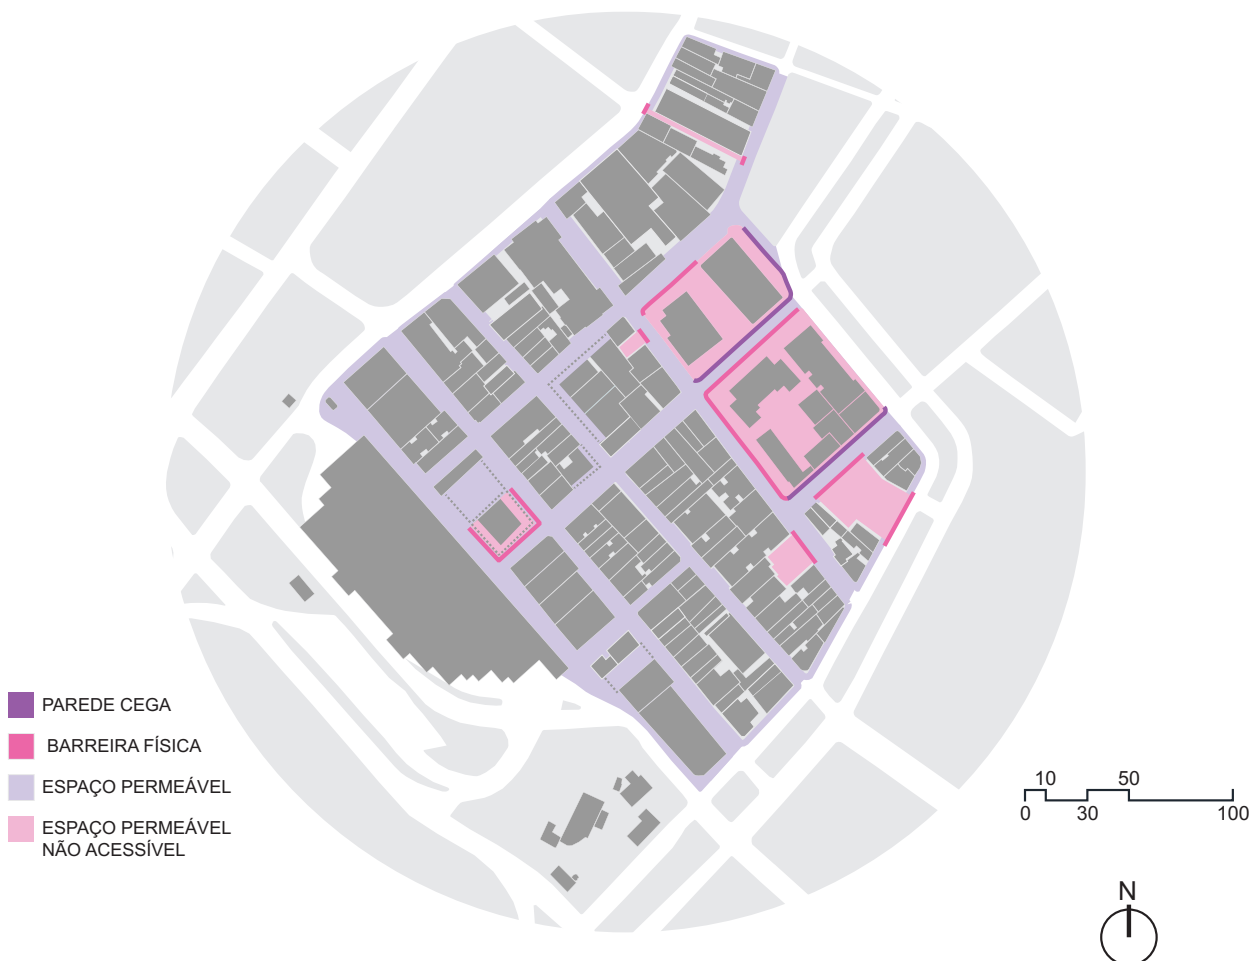 PAREDE CEGA
BARREIRA FÍSICA
ESPAÇO PERMEÁVEL
ESPAÇO PERMEÁVEL
NÃO ACESSÍVEL
10 50
0 30 100
N